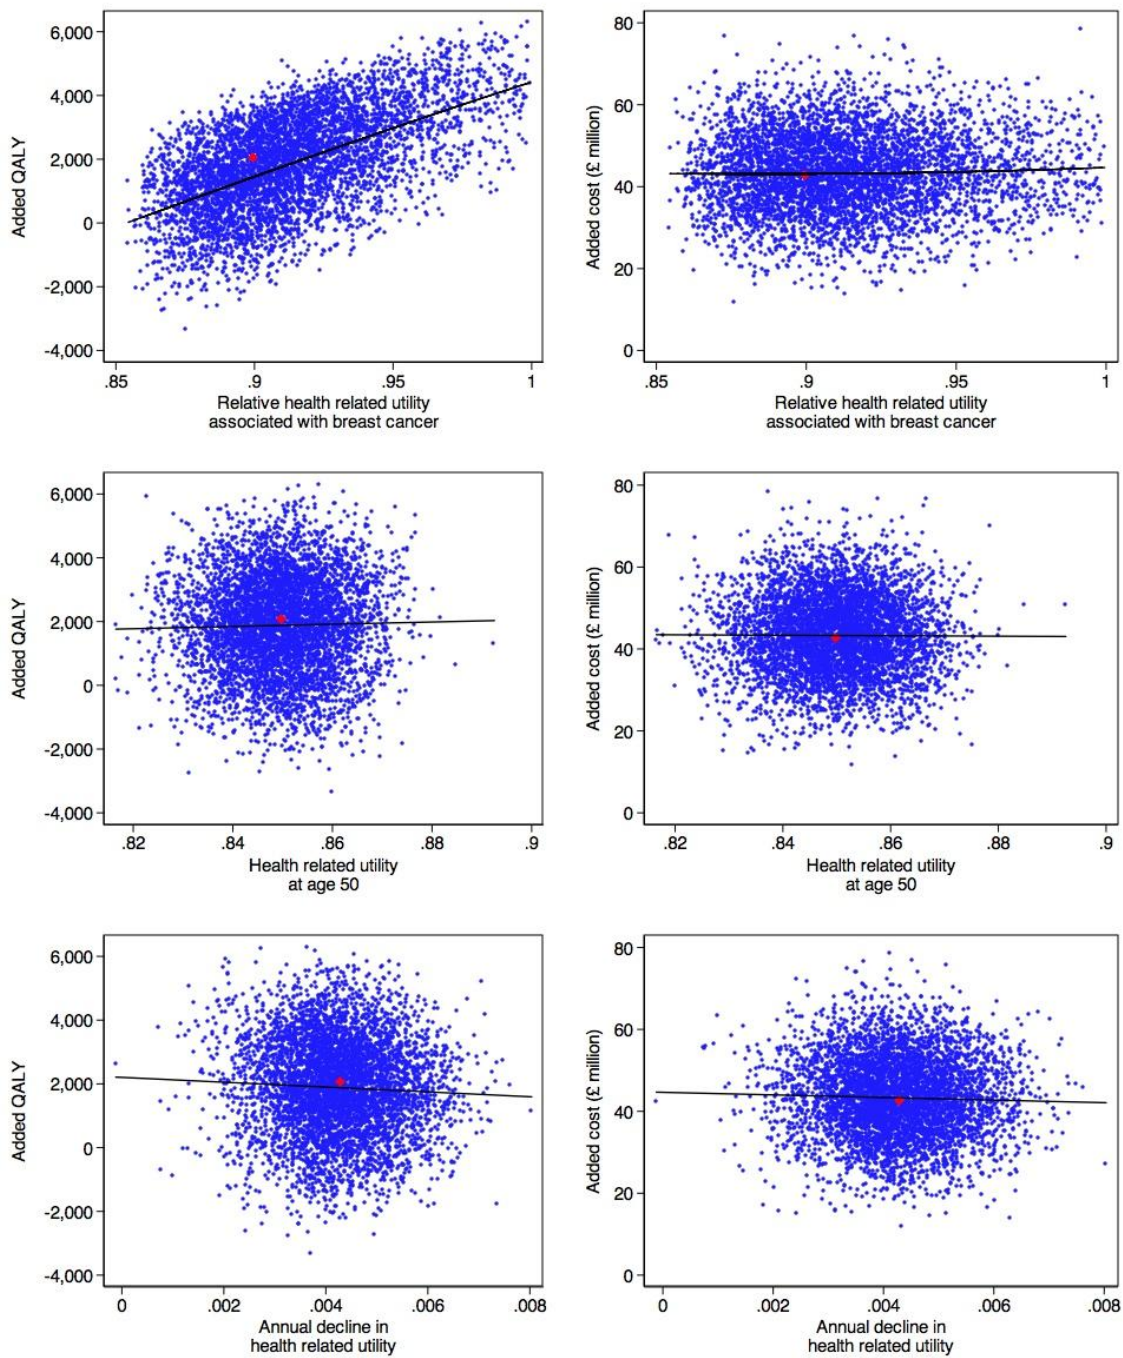 6,000
4,000
2,000
0
-2,000
-4,000
Added QALY
.85 .9 .95 1
Relative health related utility
associated with breast cancer
80
60
40
20
0
Added cost (£ million)
.85 .9 .95 1
Relative health related utility
associated with breast cancer
6,000
4,000
2,000
0
-2,000
-4,000
Added QALY
.82 .84 .86 .88 .9
Health related utility
at age 50
80
60
40
20
0
Added cost (£ million)
.82 .84 .86 .88 .9
Health related utility
at age 50
6,000
4,000
2,000
0
-2,000
-4,000
Added QALY
0 .002 .004 .006 .008
Annual decline in
health related utility
80
60
40
20
0
Added cost (£ million)
0 .002 .004 .006 .008
Annual decline in
health related utility